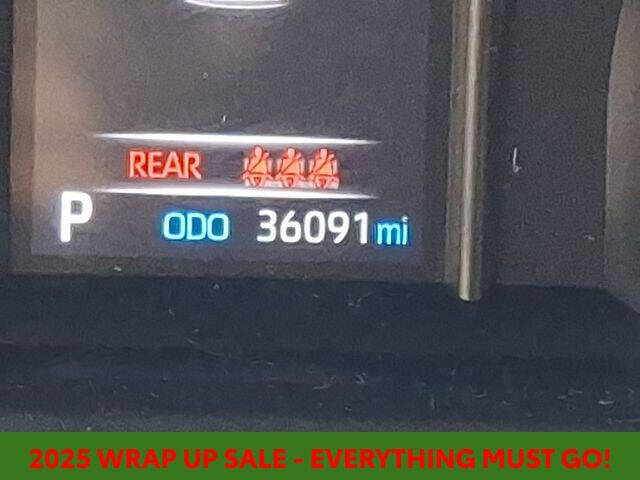 REAR
P ODO 36091 mi
2025 WRAP UP SALE - EVERYTHING MUST GO!